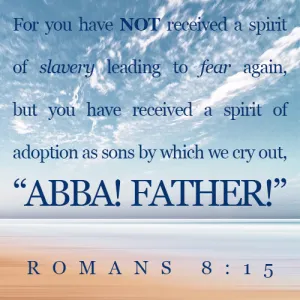 For you have NOT received a spirit
of slavery leading to fear again,
but you have received a spirit of
adoption as sons by which we cry out,
“ABBA! FATHER!”
ROMANS 8:15